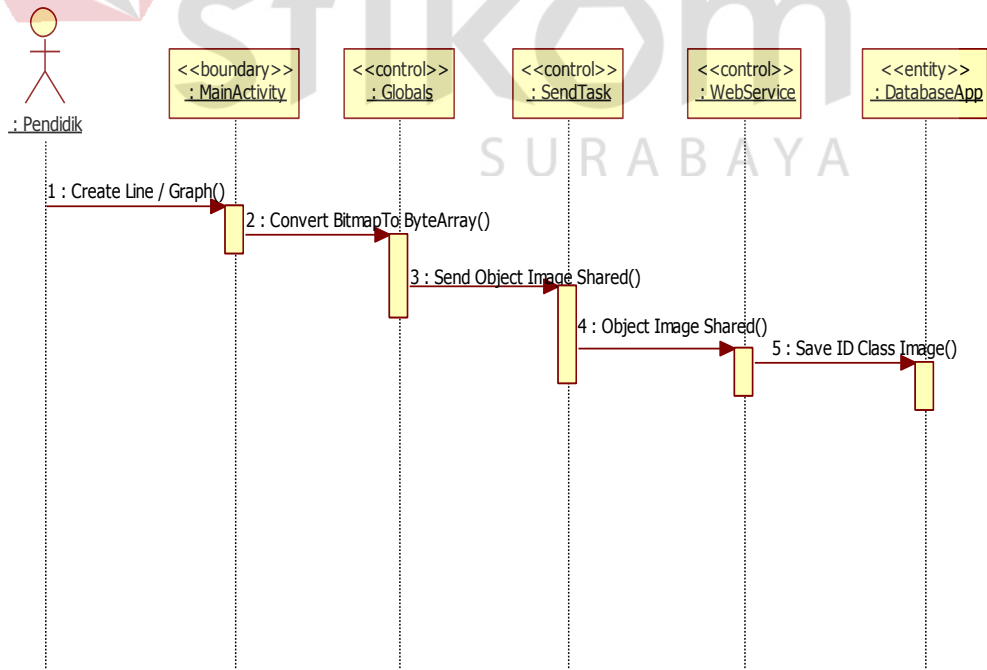 stikom
SURABAYA
: Pendidik
<<boundary>>
: MainActivity
<<control>>
: Globals
<<control>>
: SendTask
<<control>>
: WebService
<<entity>>
: DatabaseApp
1 : Create Line / Graph()
2 : Convert BitmapTo ByteArray()
3 : Send Object Image Shared()
4 : Object Image Shared()
5 : Save ID Class Image()